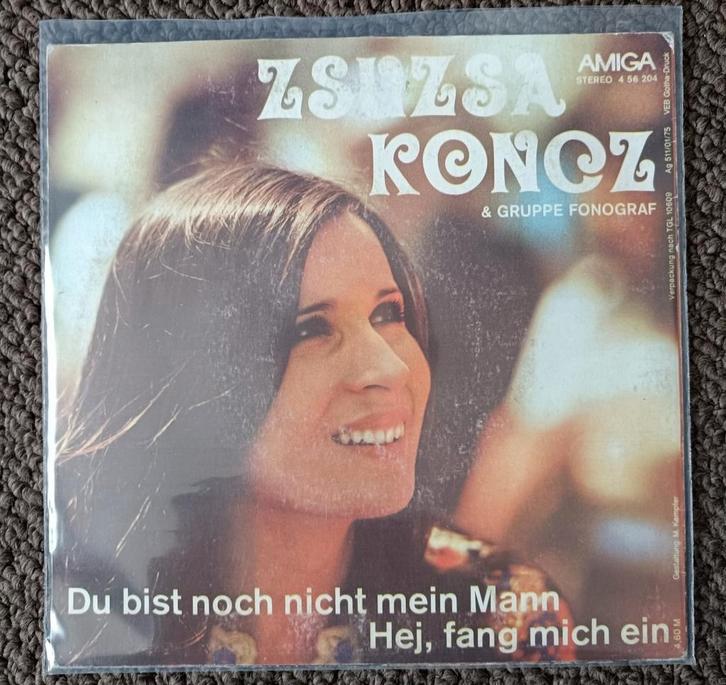 ZSUZSA
KONCZ
& GRUPPE FONOGRAF
AMIGA
STEREO 4 56 204
Verpackung nach TGL 10609 Ag 511/01/75 VEB Gotha-Druck
Du bist noch nicht mein Mann
Hej, fang mich ein
4,60 M Gestaltung: M. Kempfer